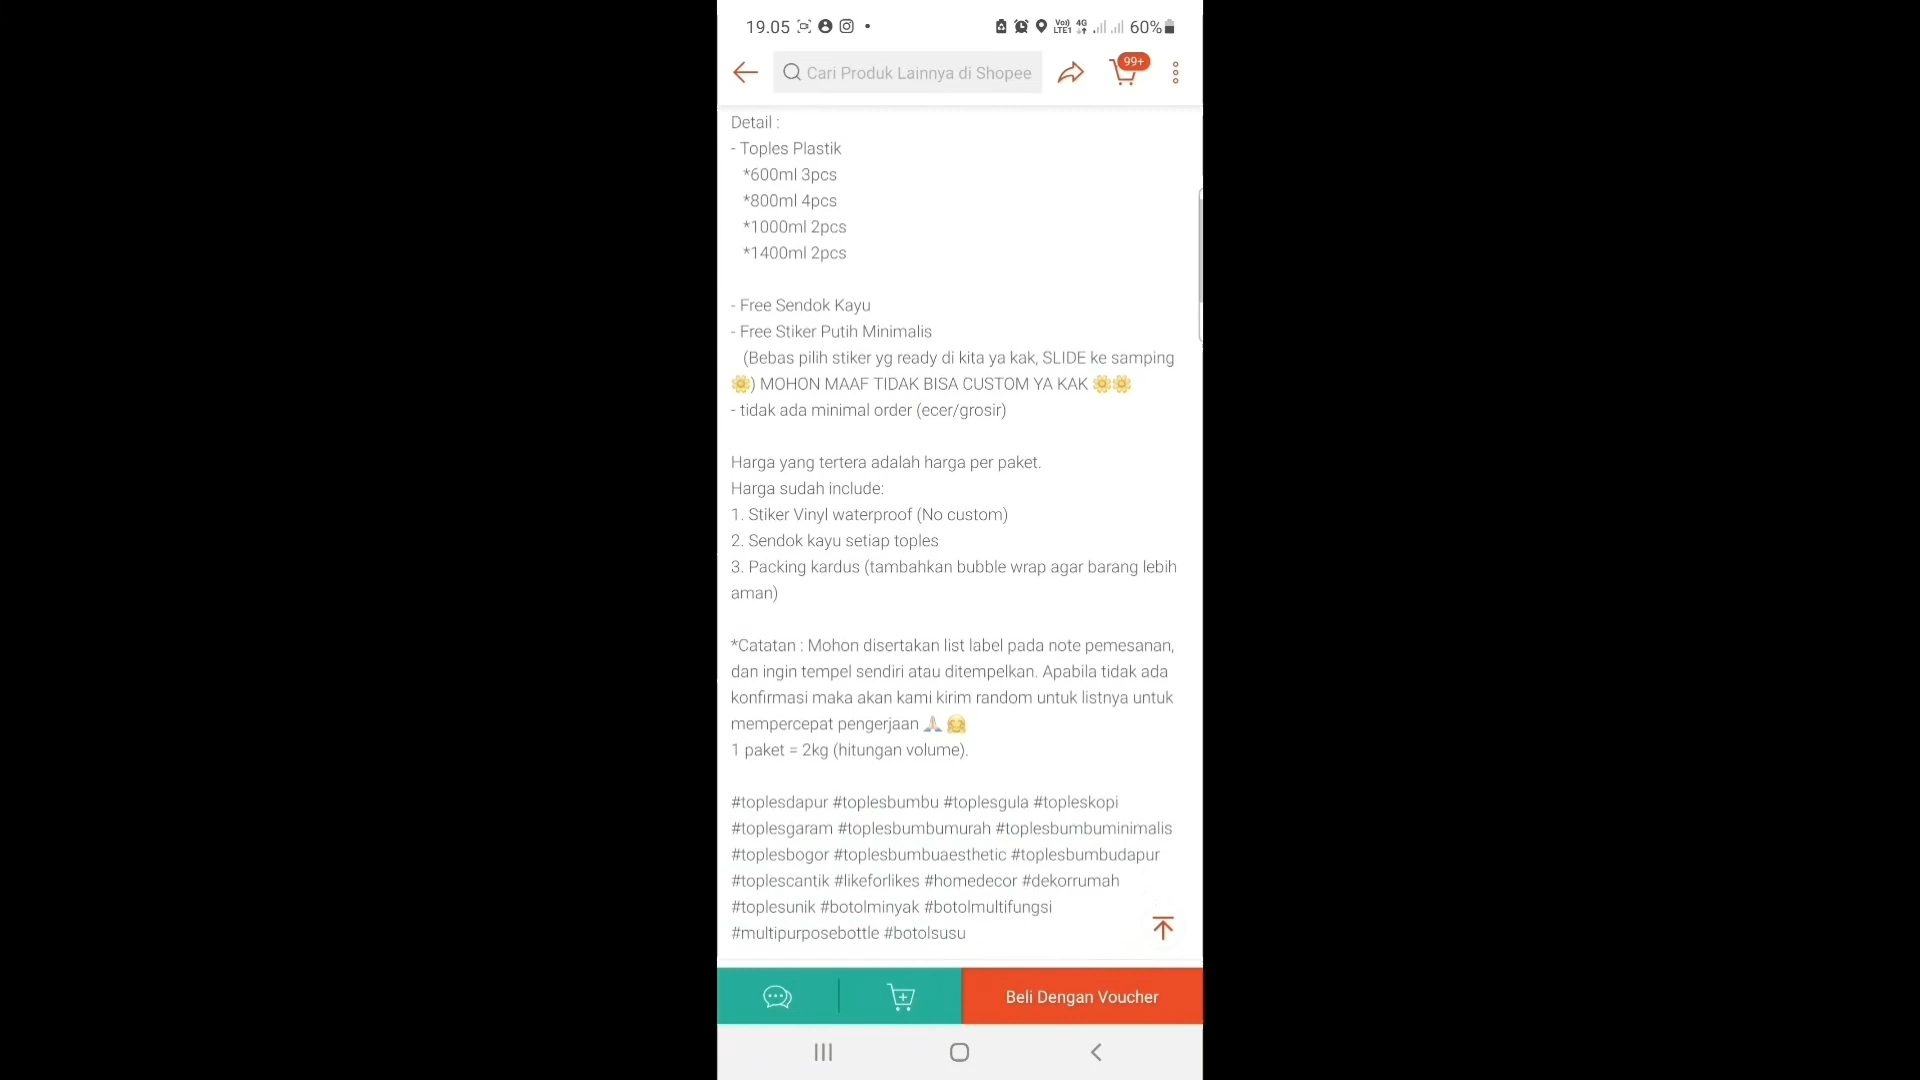 19.05
Voi) 4G
LTE1
60%
Cari Produk Lainnya di Shopee
99+
Detail :
- Toples Plastik
*600ml 3pcs
*800ml 4pcs
*1000ml 2pcs
*1400ml 2pcs
- Free Sendok Kayu
- Free Stiker Putih Minimalis
(Bebas pilih stiker yg ready di kita ya kak, SLIDE ke samping
🌼) MOHON MAAF TIDAK BISA CUSTOM YA KAK 🌼🌼
- tidak ada minimal order (ecer/grosir)
Harga yang tertera adalah harga per paket.
Harga sudah include:
1. Stiker Vinyl waterproof (No custom)
2. Sendok kayu setiap toples
3. Packing kardus (tambahkan bubble wrap agar barang lebih
aman)
*Catatan : Mohon disertakan list label pada note pemesanan,
dan ingin tempel sendiri atau ditempelkan. Apabila tidak ada
konfirmasi maka akan kami kirim random untuk listnya untuk
mempercepat pengerjaan 🙏🏻 🤗
1 paket = 2kg (hitungan volume).
#toplesdapur #toplesbumbu #toplesgula #topleskopi
#toplesgaram #toplesbumbumurah #toplesbumbuminimalis
#toplesbogor #toplesbumbuaesthetic #toplesbumbudapur
#toplescantik #likeforlikes #homedecor #dekorrumah
#toplesunik #botolminyak #botolmultifungsi
#multipurposebottle #botolsusu
Beli Dengan Voucher